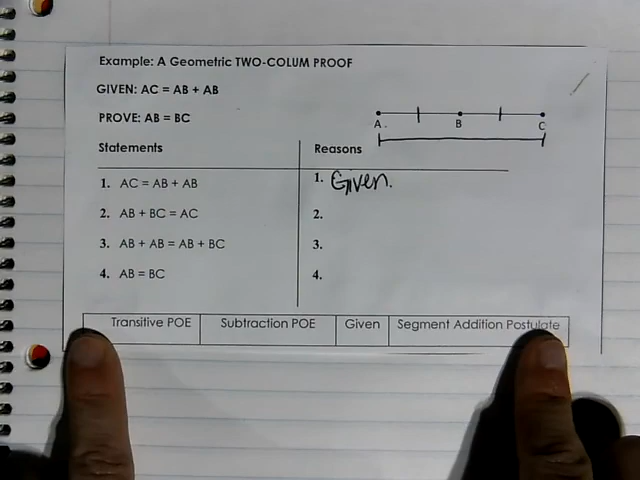 Example: A Geometric TWO-COLUM PROOF
GIVEN: AC = AB + AB
PROVE: AB = BC
A. B C
Statements Reasons
1. AC = AB + AB 1. Given.
2. AB + BC = AC 2.
3. AB + AB = AB + BC 3.
4. AB = BC 4.
Transitive POE Subtraction POE Given Segment Addition Postulate